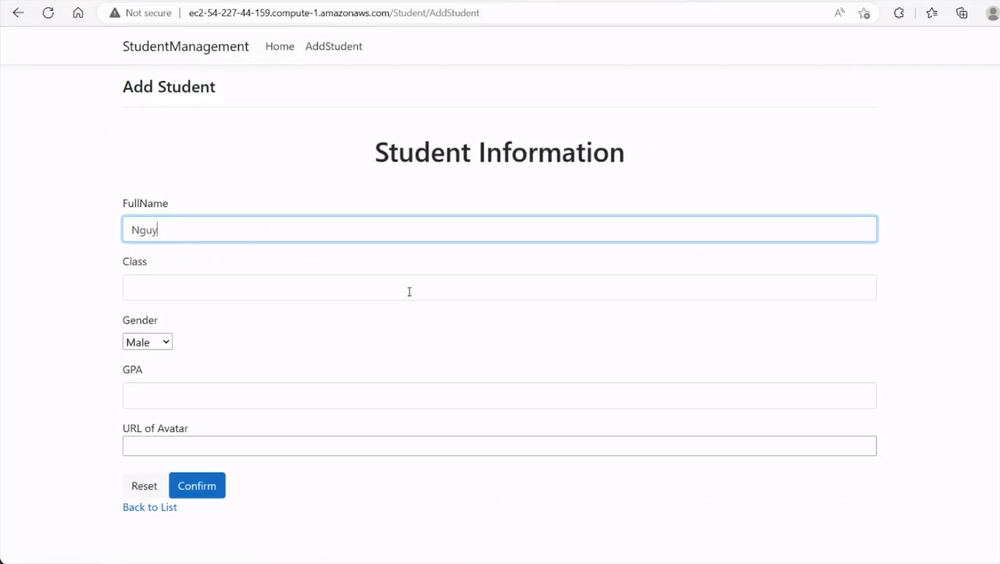 Not secure | ec2-54-227-44-159.compute-1.amazonaws.com/Student/AddStudent
StudentManagement Home AddStudent
Add Student
Student Information
FullName
Nguy
Class
Gender
Male
GPA
URL of Avatar
Reset Confirm
Back to List